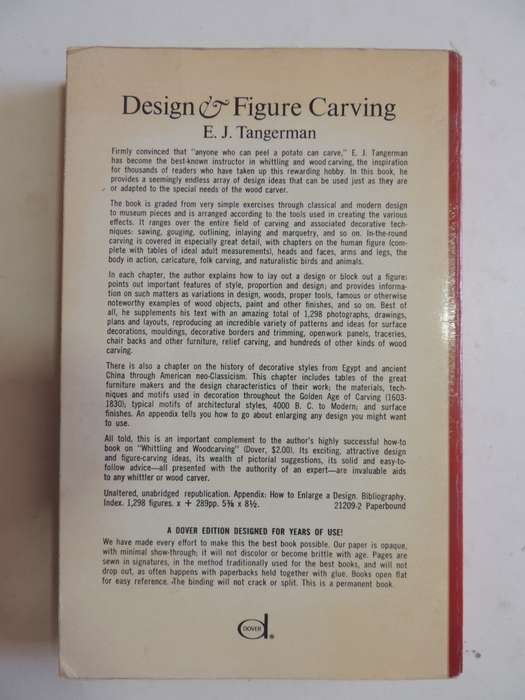 Design & Figure Carving
E. J. Tangerman
Firmly convinced that "anyone who can peel a potato can carve," E. J. Tangerman
has become the best-known instructor in whittling and wood carving, the inspiration
for thousands of readers who have taken up this rewarding hobby. In this book, he
provides a seemingly endless array of design ideas that can be used just as they are
or adapted to the special needs of the wood carver.
The book is graded from very simple exercises through classical and modern design
to museum pieces and is arranged according to the tools used in creating the various
effects. It ranges over the entire field of carving and associated decorative tech-
niques: sawing, gouging, outlining, inlaying and marquetry, and so on. In-the-round
carving is covered in especially great detail, with chapters on the human figure (com-
plete with tables of ideal adult measurements), heads and faces, arms and legs, the
body in action, caricature, folk carving, and naturalistic birds and animals.
In each chapter, the author explains how to lay out a design or block out a figure;
points out important features of style, proportion and design; and provides informa-
tion on such matters as variations in design, woods, proper tools, famous or otherwise
noteworthy examples of wood objects, paint and other finishes, and so on. Best of
all, he supplements his text with an amazing total of 1,298 photographs, drawings,
plans and layouts, reproducing an incredible variety of patterns and ideas for surface
decorations, mouldings, decorative borders and trimming, openwork panels, traceries,
chair backs and other furniture, relief carving, and hundreds of other kinds of wood
carving.
There is also a chapter on the history of decorative styles from Egypt and ancient
China through American neo-Classicism. This chapter includes tables of the great
furniture makers and the design characteristics of their work; the materials, tech-
niques and motifs used in decoration throughout the Golden Age of Carving (1603-
1830); typical motifs of architectural styles, 4000 B. C. to Modern; and surface
finishes. An appendix tells you how to go about enlarging any design you might want
to use.
All told, this is an important complement to the author's highly successful how-to
book on "Whittling and Woodcarving" (Dover, $2.00). Its exciting, attractive design
and figure-carving ideas, its wealth of pictorial suggestions, its solid and easy-to-
follow advice—all presented with the authority of an expert—are invaluable aids
to any whittler or wood carver.
Unaltered, unabridged republication. Appendix: How to Enlarge a Design. Bibliography.
Index. 1,298 figures. x + 289pp. 5⅜ x 8½. 21209-2 Paperbound
A DOVER EDITION DESIGNED FOR YEARS OF USE!
We have made every effort to make this the best book possible. Our paper is opaque,
with minimal show-through; it will not discolor or become brittle with age. Pages are
sewn in signatures, in the method traditionally used for the best books, and will not
drop out, as often happens with paperbacks held together with glue. Books open flat
for easy reference. The binding will not crack or split. This is a permanent book.
DOVER
®